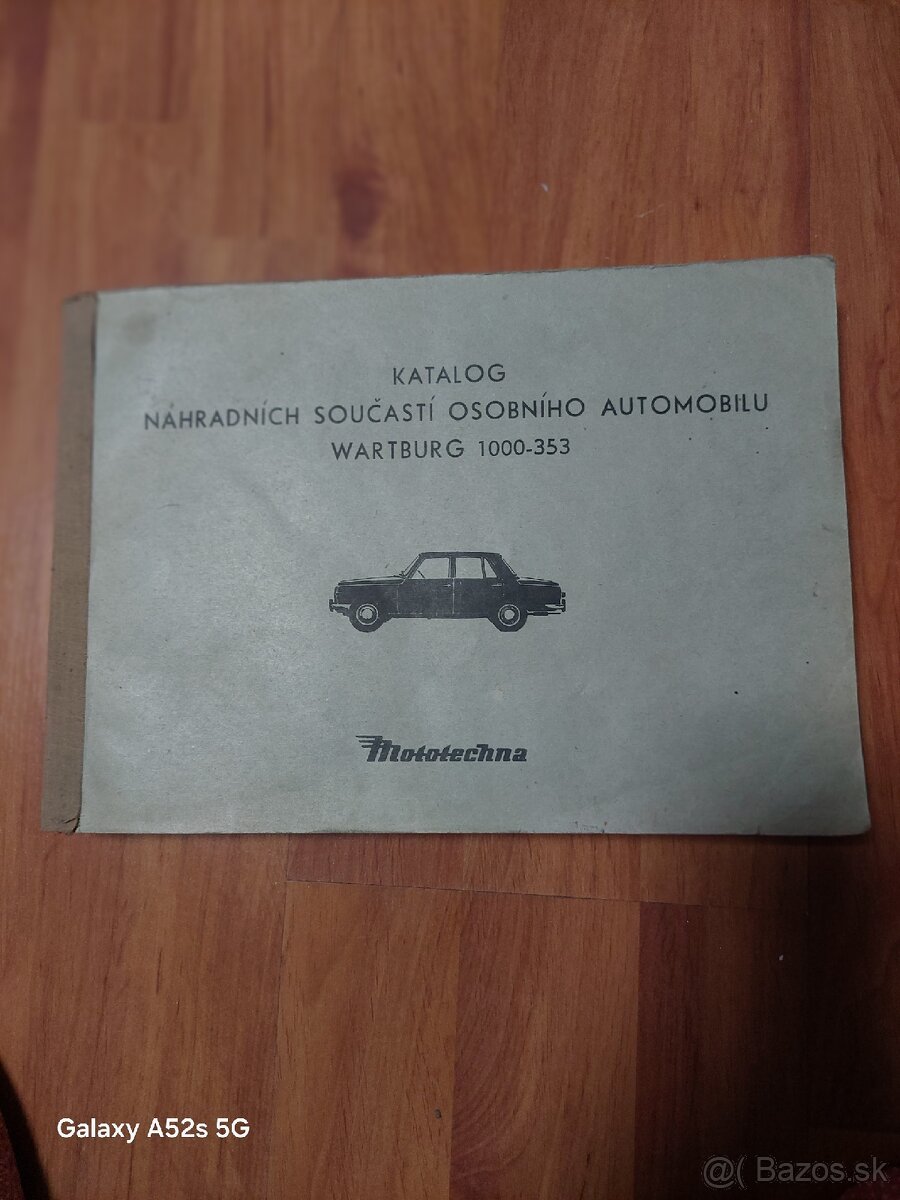 KATALOG
NÁHRADNÍCH SOUČASTÍ OSOBNÍHO AUTOMOBILU
WARTBURG 1000-353
Mototechna
Galaxy A52s 5G
@( Bazos.sk